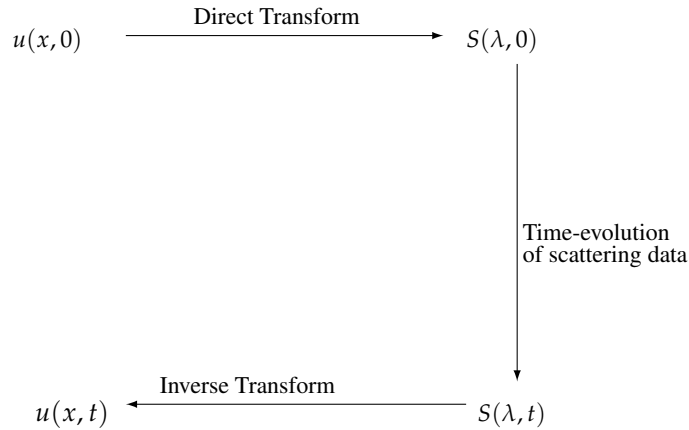 Direct Transform
u(x, 0)
S(λ, 0)
Time-evolution
of scattering data
Inverse Transform
u(x, t)
S(λ, t)